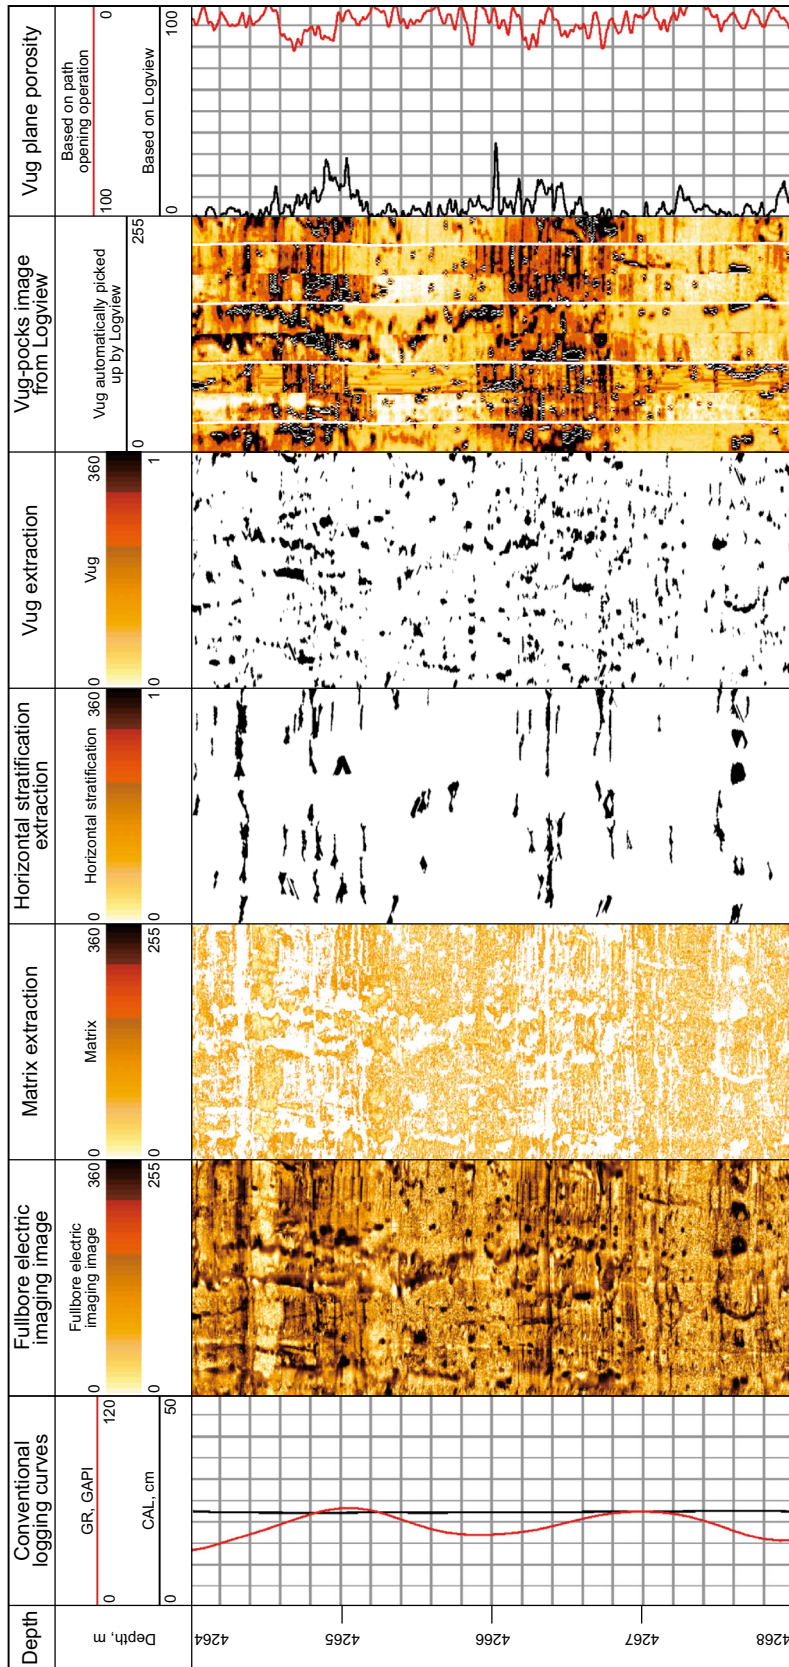 Depth
Depth, m
4264
4265
4266
4267
4268
Conventional
logging curves
GR, GAPI
0
120
CAL, cm
0
50
Fullbore electric
imaging image
Fullbore electric
imaging image
0
360
0
255
Matrix extraction
Matrix
0
360
0
255
Horizontal stratification
extraction
Horizontal stratification
0
360
0
1
Vug extraction
Vug
0
360
0
1
Vug-pocks image
from Logview
Vug automatically picked
up by Logview
0
255
Vug plane porosity
Based on path
opening operation
100
0
Based on Logview
0
100